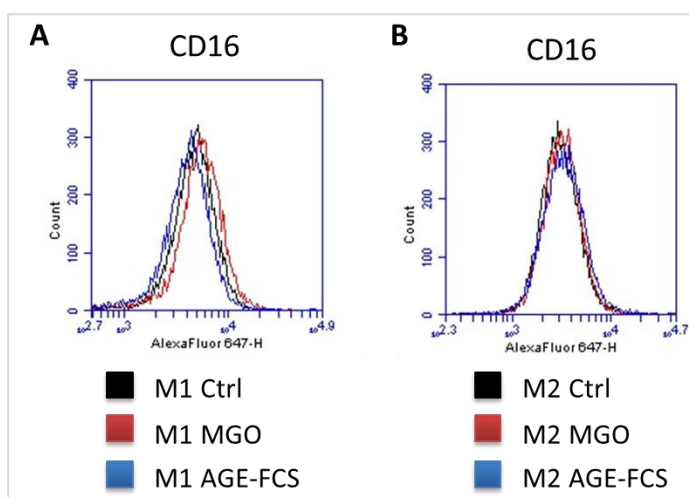 A
CD16
400
300
200
100
0
Count
10^2.7
10^3
10^4
10^4.9
AlexaFluor 647-H
M1 Ctrl
M1 MGO
M1 AGE-FCS
B
CD16
400
300
200
100
0
Count
10^2.3
10^3
10^4
10^4.7
AlexaFluor 647-H
M2 Ctrl
M2 MGO
M2 AGE-FCS